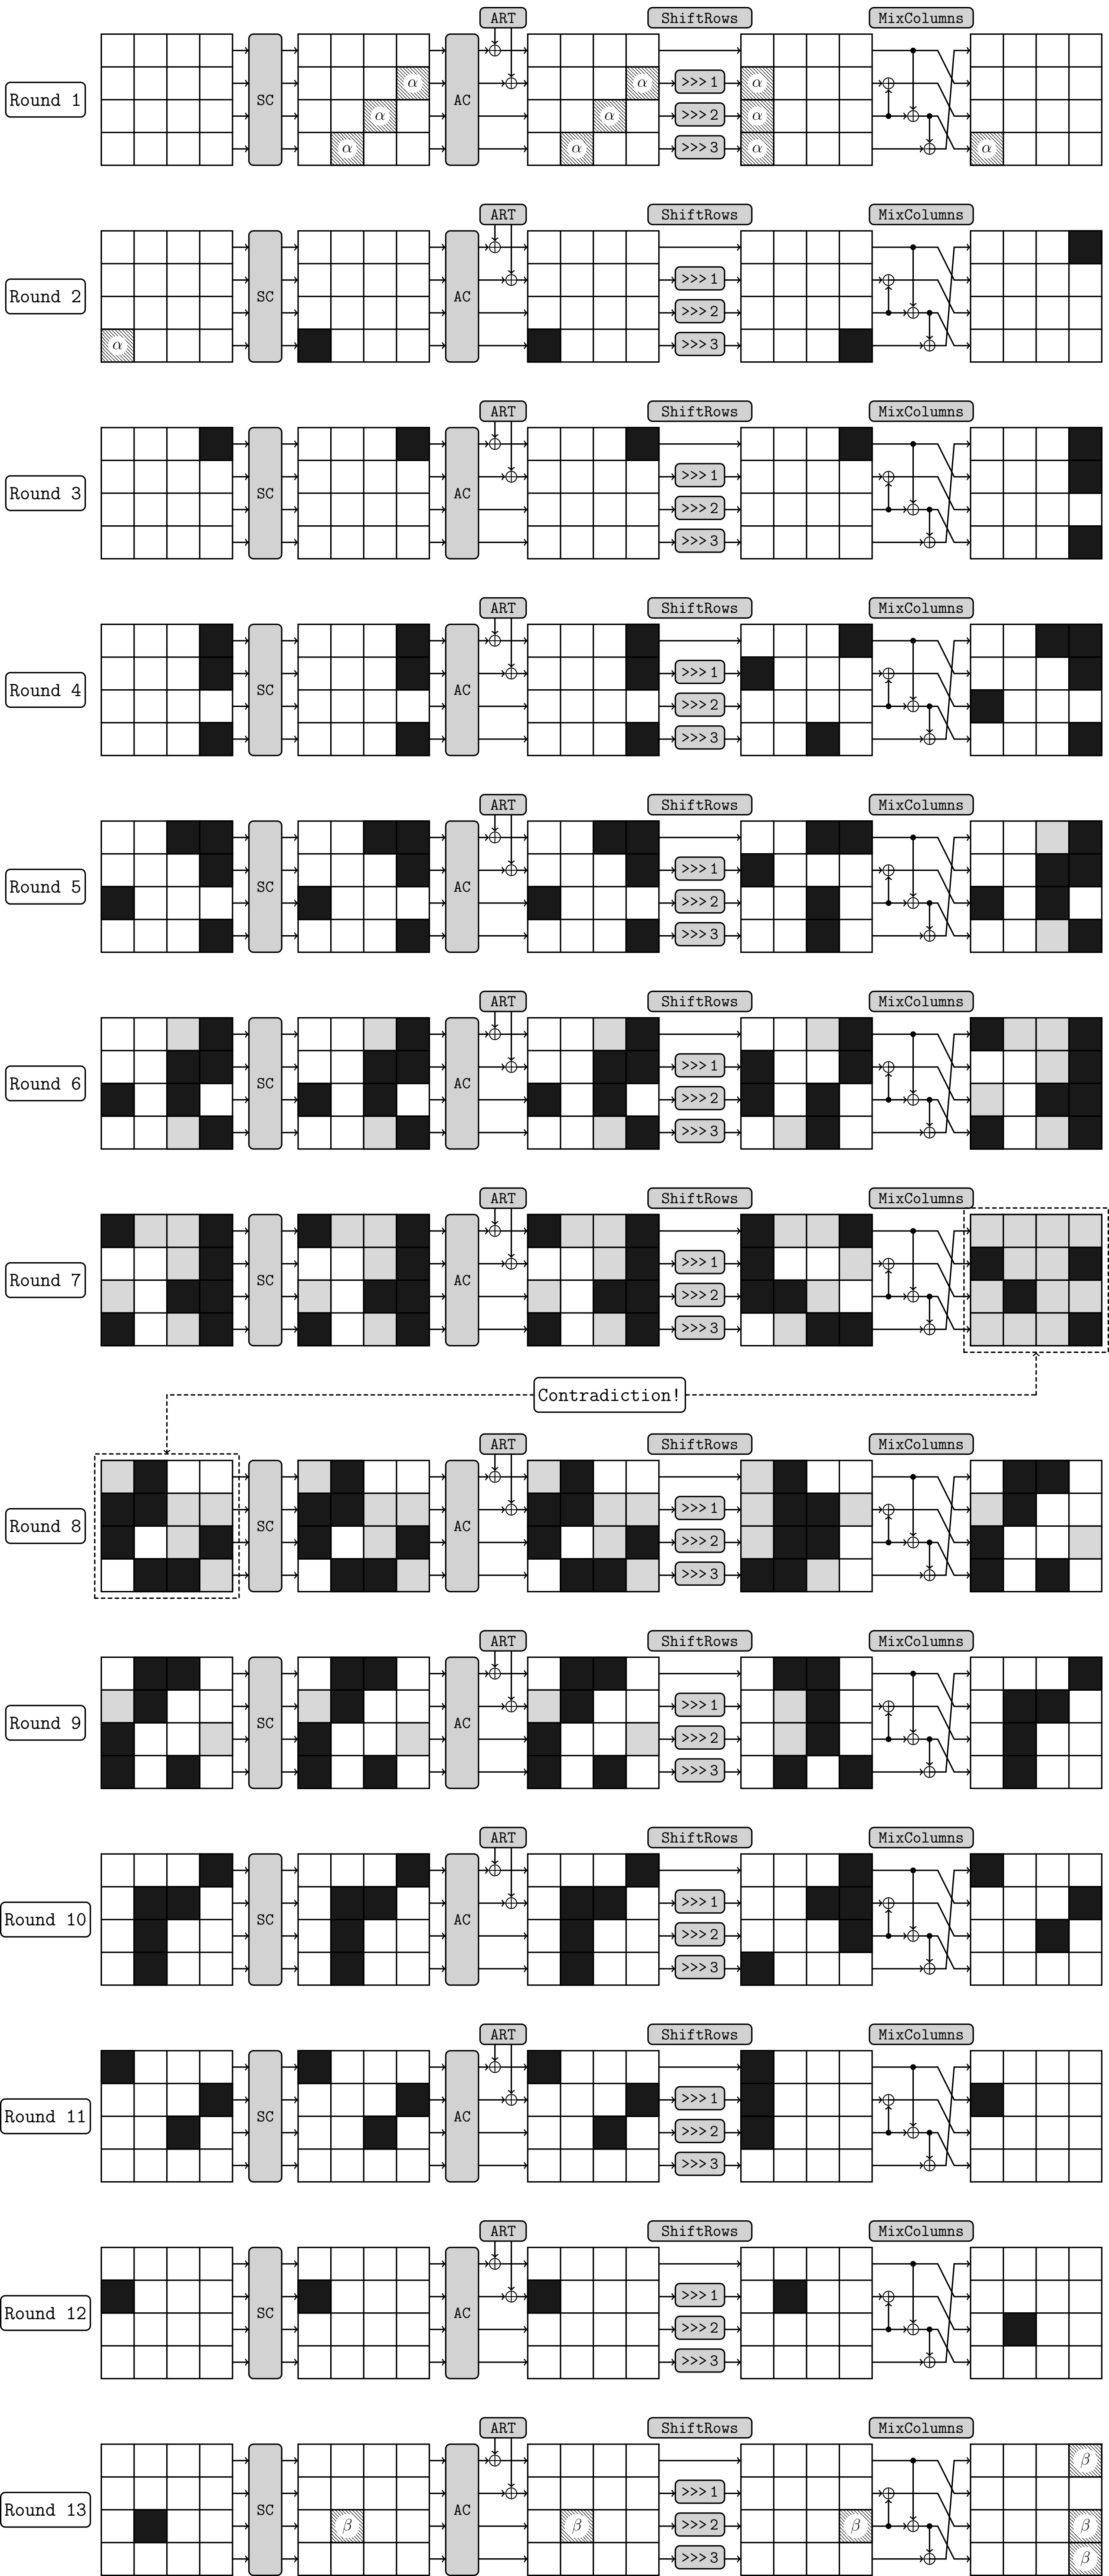 ART ShiftRows MixColumns
Round 1 SC α α α AC α α α >>> 1 >>> 2 >>> 3 α α α α
ART ShiftRows MixColumns
Round 2 α SC AC >>> 1 >>> 2 >>> 3
ART ShiftRows MixColumns
Round 3 SC AC >>> 1 >>> 2 >>> 3
ART ShiftRows MixColumns
Round 4 SC AC >>> 1 >>> 2 >>> 3
ART ShiftRows MixColumns
Round 5 SC AC >>> 1 >>> 2 >>> 3
ART ShiftRows MixColumns
Round 6 SC AC >>> 1 >>> 2 >>> 3
ART ShiftRows MixColumns
Round 7 SC AC >>> 1 >>> 2 >>> 3
Contradiction!
ART ShiftRows MixColumns
Round 8 SC AC >>> 1 >>> 2 >>> 3
ART ShiftRows MixColumns
Round 9 SC AC >>> 1 >>> 2 >>> 3
ART ShiftRows MixColumns
Round 10 SC AC >>> 1 >>> 2 >>> 3
ART ShiftRows MixColumns
Round 11 SC AC >>> 1 >>> 2 >>> 3
ART ShiftRows MixColumns
Round 12 SC AC >>> 1 >>> 2 >>> 3
ART ShiftRows MixColumns
Round 13 SC β AC β >>> 1 >>> 2 >>> 3 β β β β